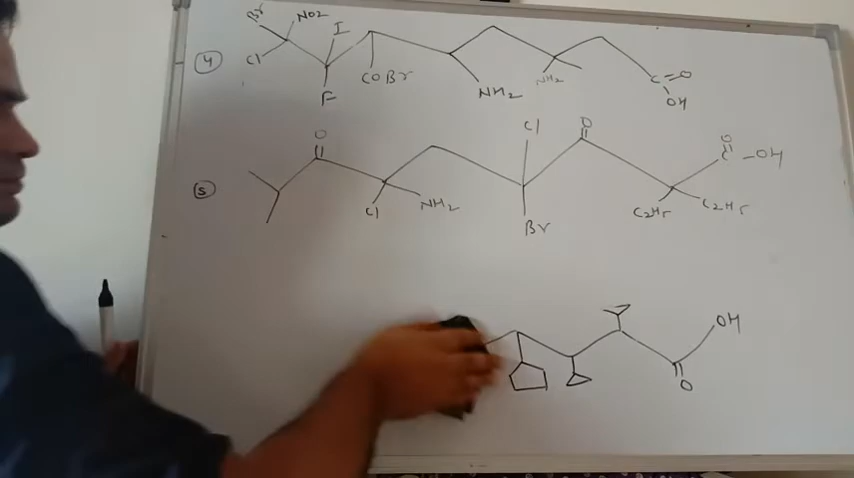 ④ Br NO2 I
Cl F COBr NH2 NH2 C=O
OH
⑤ O Cl O O
C-OH
Cl NH2 Br C2H5 C2H5
OH
O